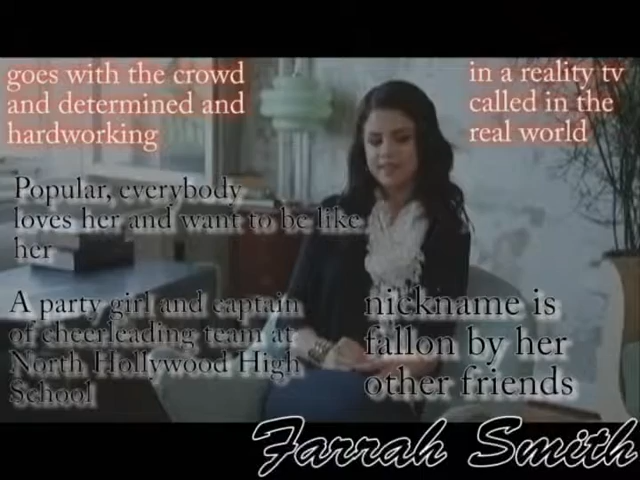 goes with the crowd
and determined and
hardworking
in a reality tv
called in the
real world
Popular, everybody
loves her and want to be like
her
A party girl and captain
of cheerleading team at
North Hollywood High
School
nickname is
fallon by her
other friends
Farrah Smith